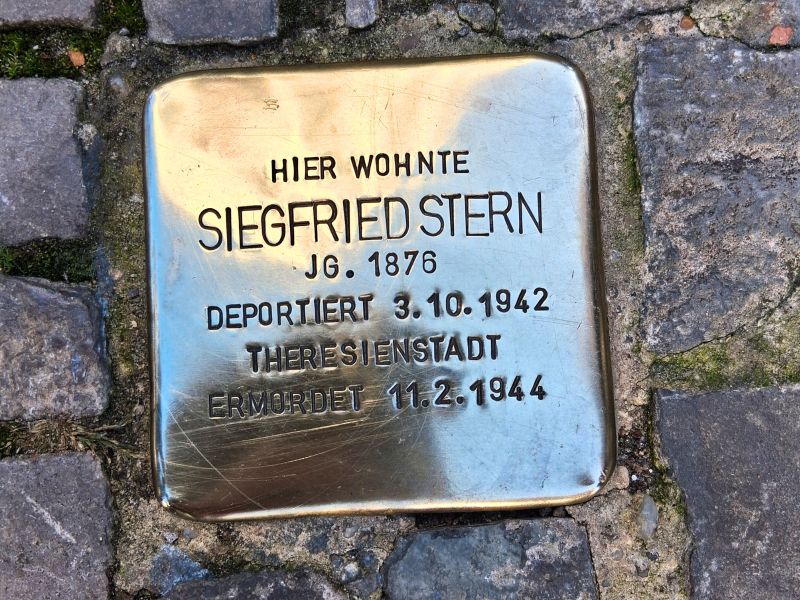 HIER WOHNTE
SIEGFRIED STERN
JG. 1876
DEPORTIERT 3.10.1942
THERESIENSTADT
ERMORDET 11.2.1944